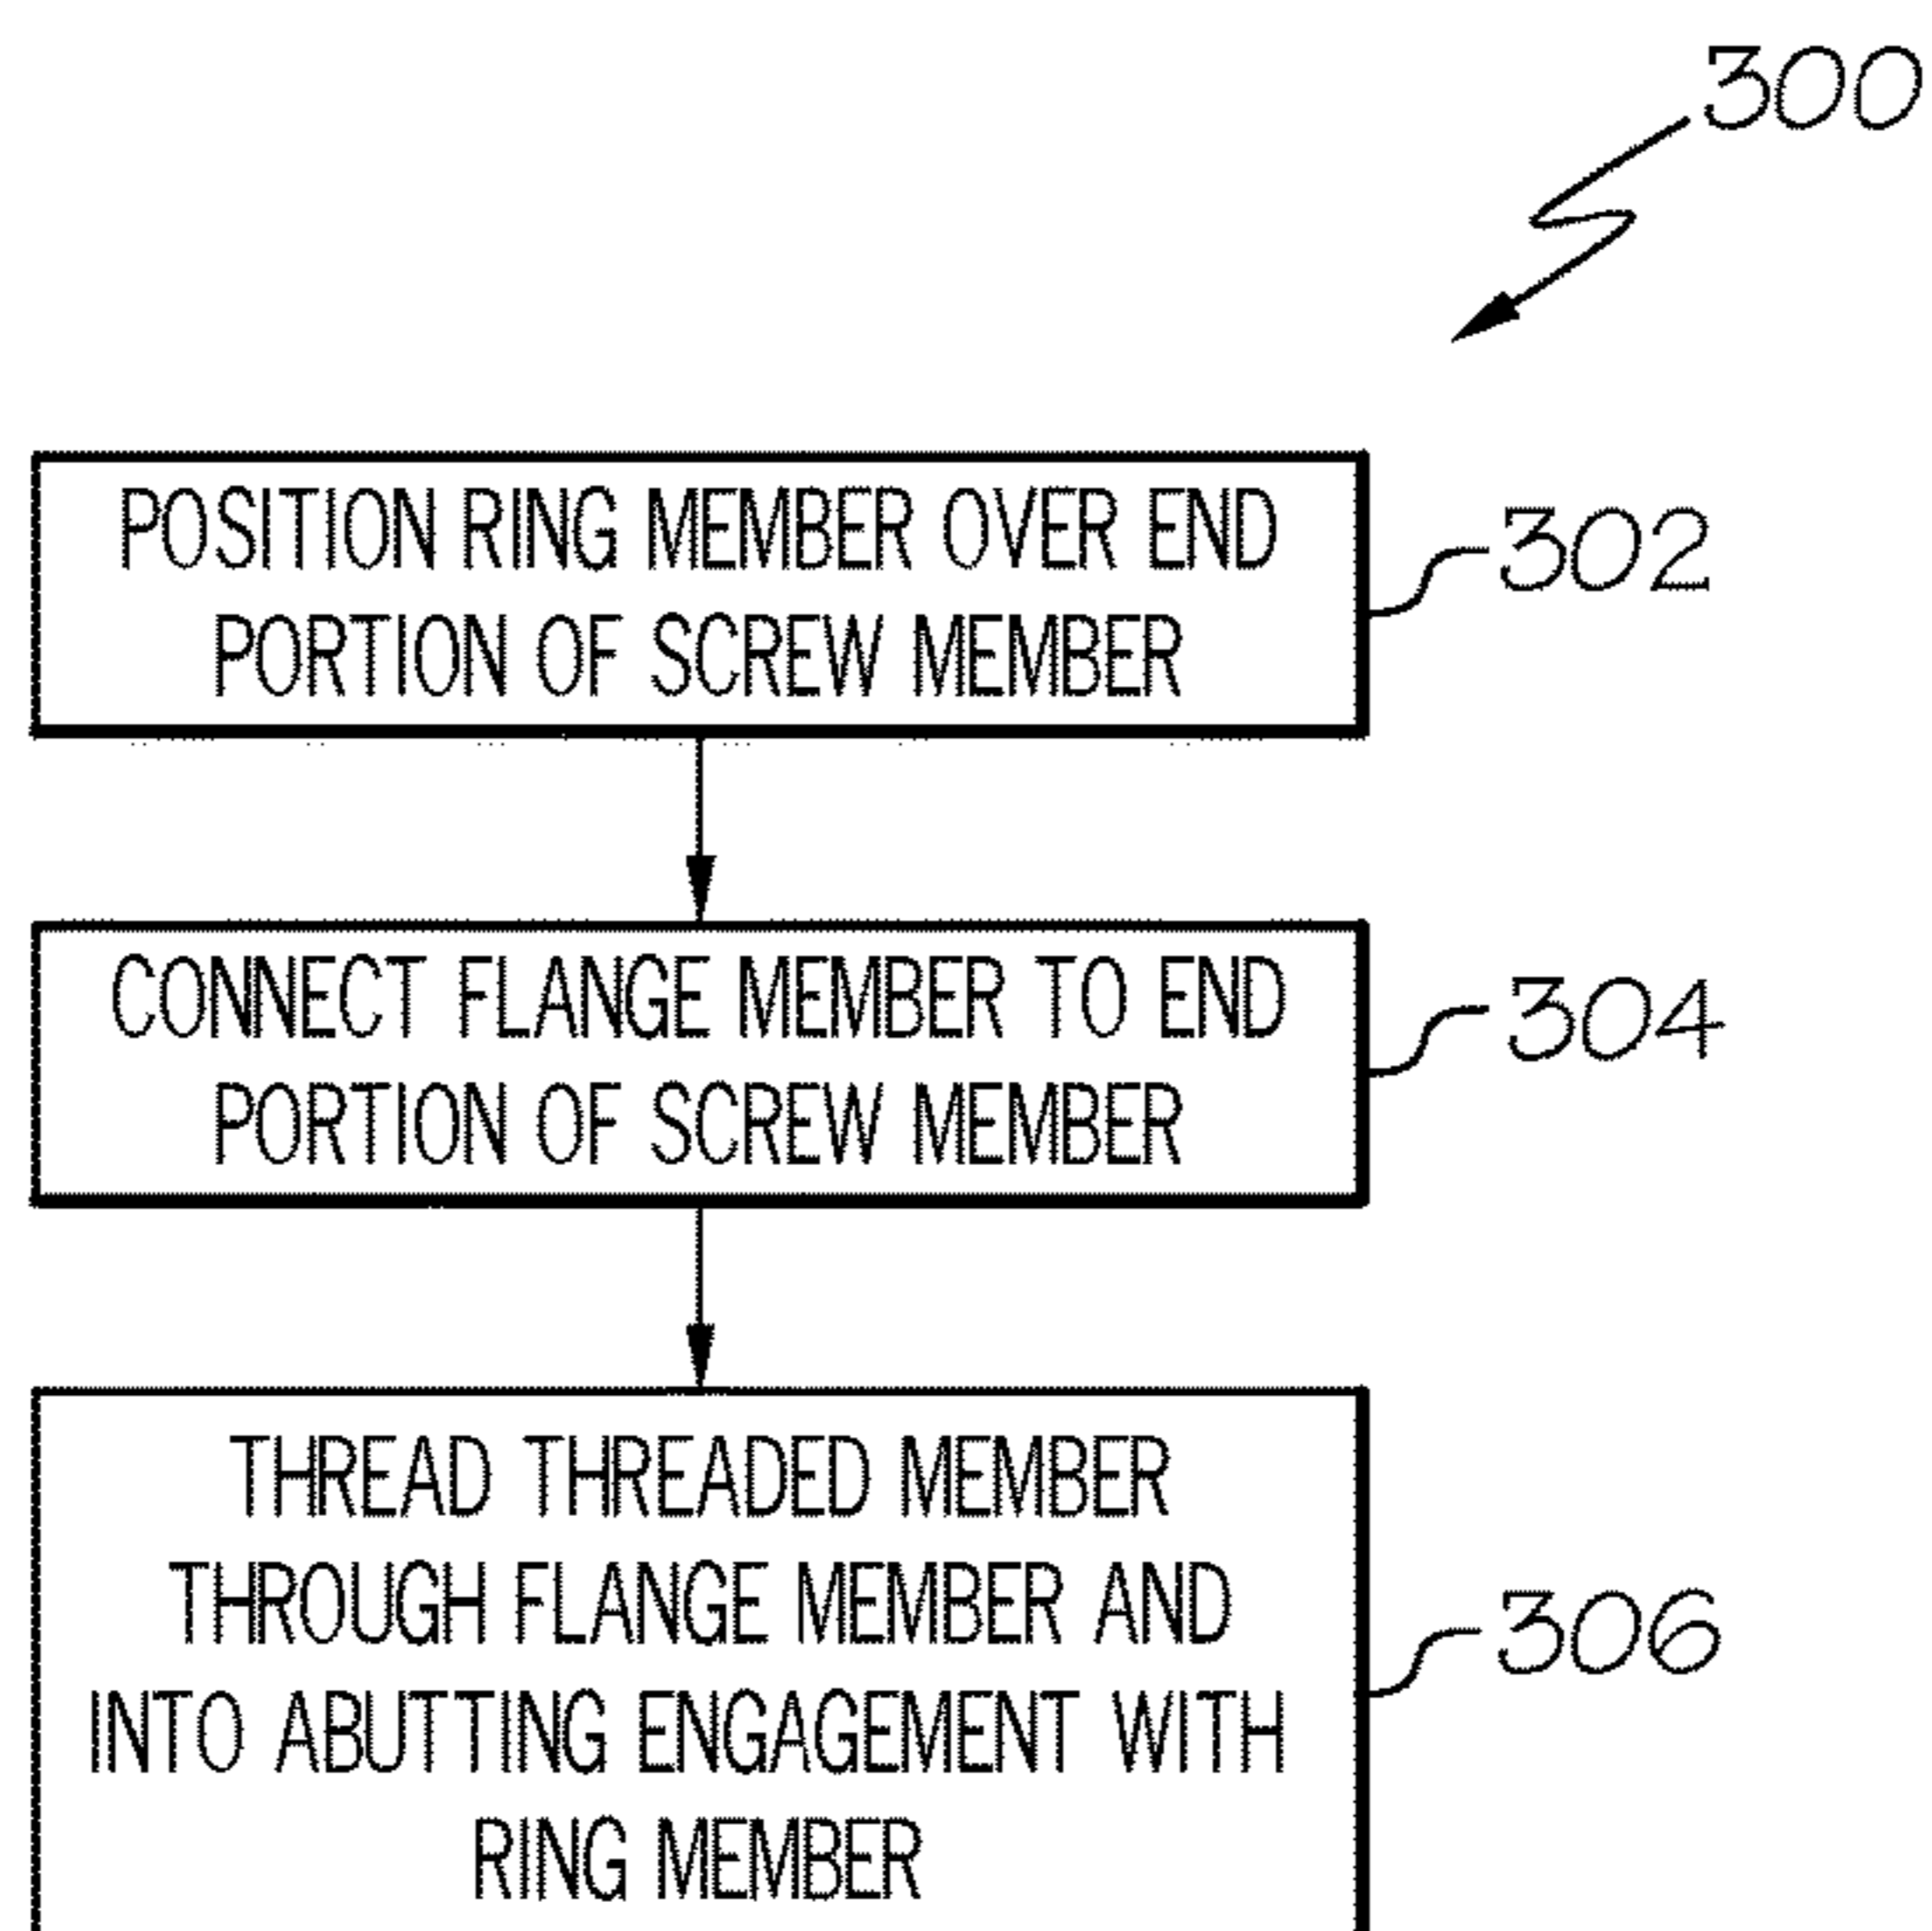 300
POSITION RING MEMBER OVER END
PORTION OF SCREW MEMBER
302
CONNECT FLANGE MEMBER TO END
PORTION OF SCREW MEMBER
304
THREAD THREADED MEMBER
THROUGH FLANGE MEMBER AND
INTO ABUTTING ENGAGEMENT WITH
RING MEMBER
306